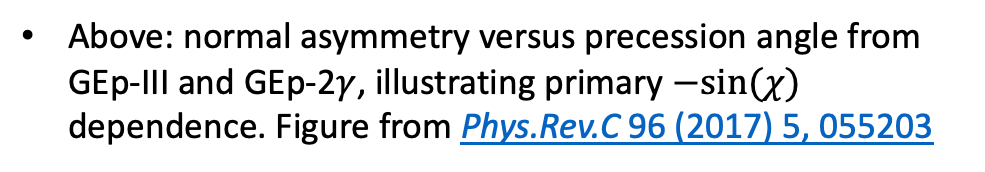 • Above: normal asymmetry versus precession angle from
GEp-III and GEp-2γ, illustrating primary −sin(χ)
dependence. Figure from Phys.Rev.C 96 (2017) 5, 055203